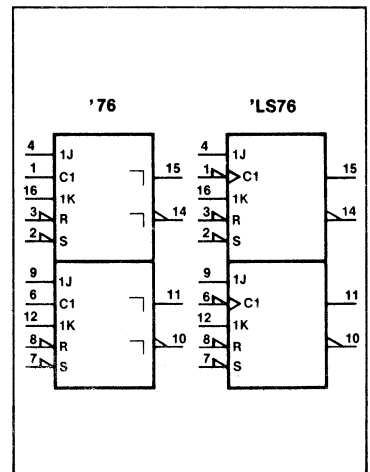 '76 'LS76
4 1J 4 1J
1 C1 15 1 C1 15
16 1K 16 1K
3 R 14 3 R 14
2 S 2 S
9 1J 9 1J
6 C1 11 6 C1 11
12 1K 12 1K
8 R 10 8 R 10
7 S 7 S